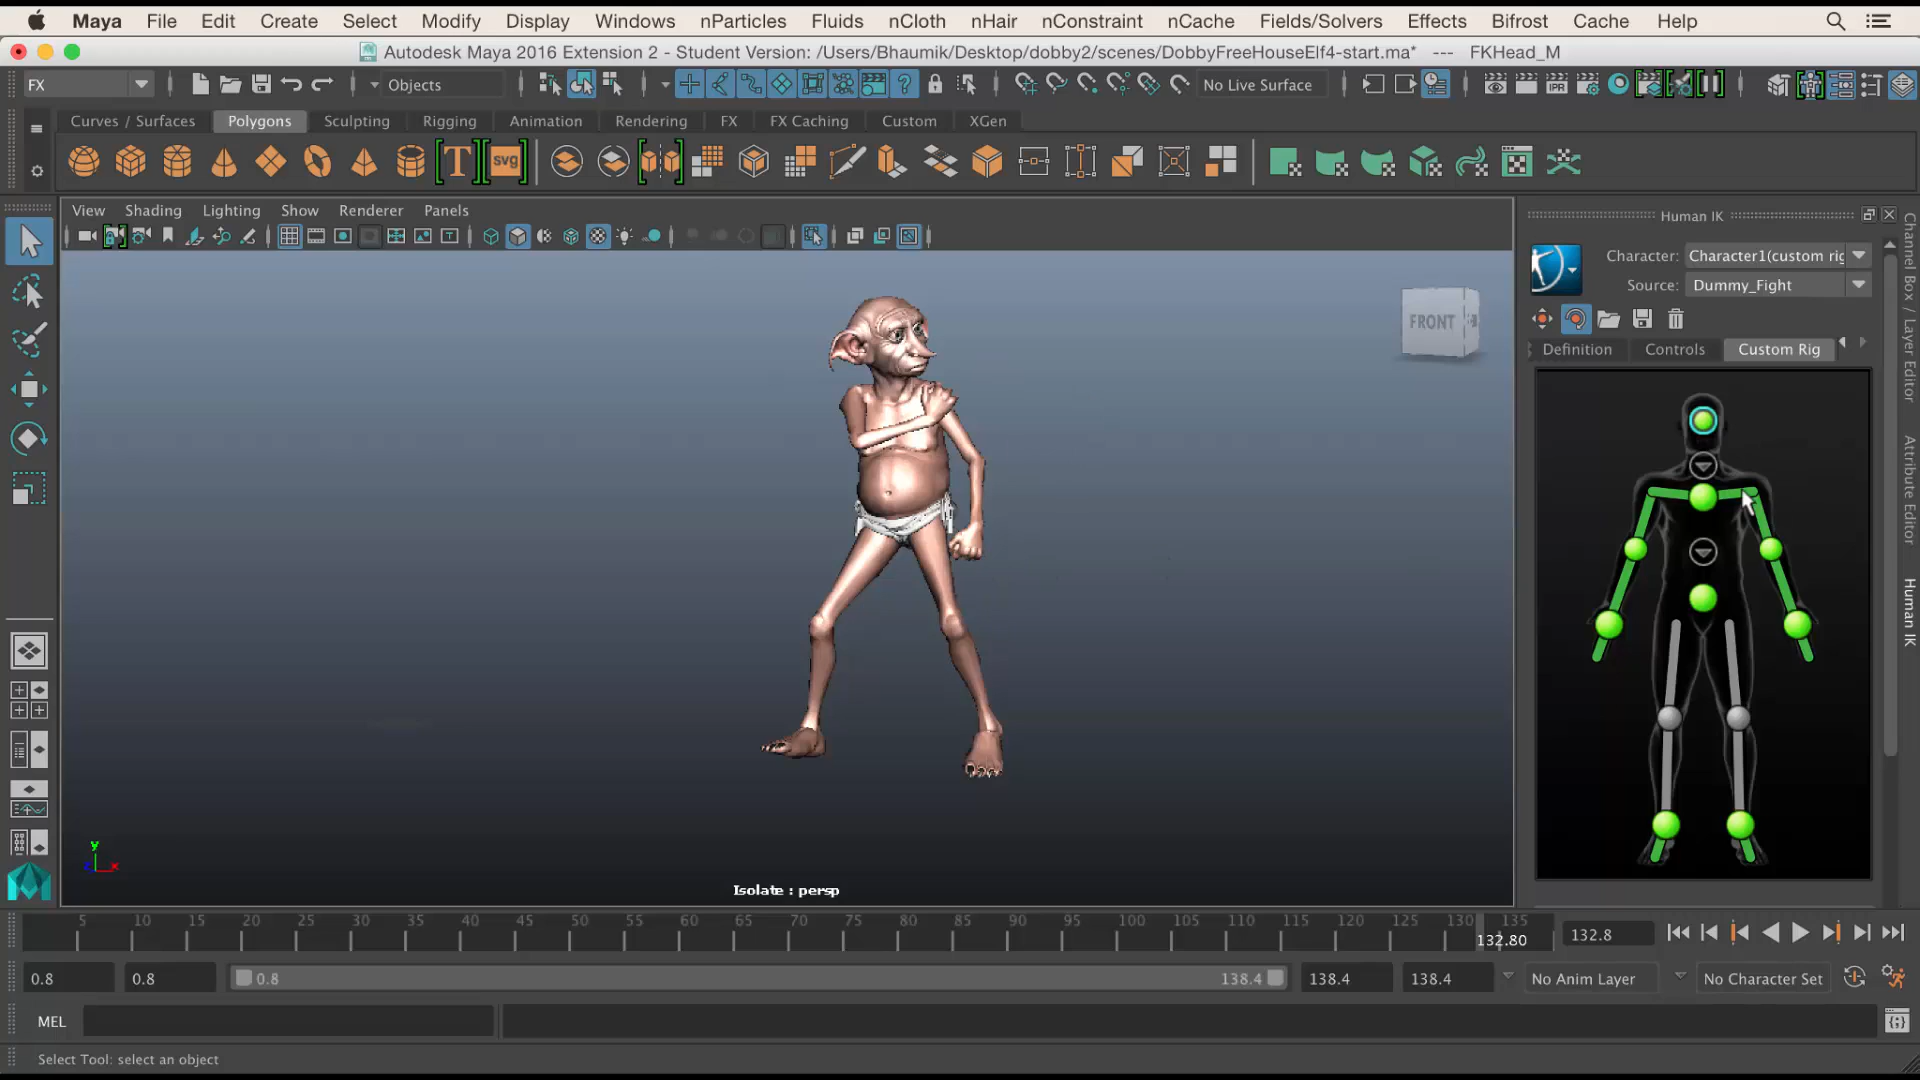 Maya File Edit Create Select Modify Display Windows nParticles Fluids nCloth nHair nConstraint nCache Fields/Solvers Effects Bifrost Cache Help
Autodesk Maya 2016 Extension 2 - Student Version: /Users/Bhaumik/Desktop/dobby2/scenes/DobbyFreeHouseElf4-start.ma* --- FKHead_M
FX Objects No Live Surface IPR
Curves / Surfaces Polygons Sculpting Rigging Animation Rendering FX FX Caching Custom XGen
T svg
View Shading Lighting Show Renderer Panels
Human IK
Character: Character1(custom rig
Source: Dummy_Fight
Definition Controls Custom Rig
FRONT
Channel Box / Layer Editor
Attribute Editor
Human IK
y
x
Isolate : persp
5 10 15 20 25 30 35 40 45 50 55 60 65 70 75 80 85 90 95 100 105 110 115 120 125 130 135
132.80 132.8
0.8 0.8 0.8 138.4 138.4 138.4 No Anim Layer No Character Set
MEL
Select Tool: select an object